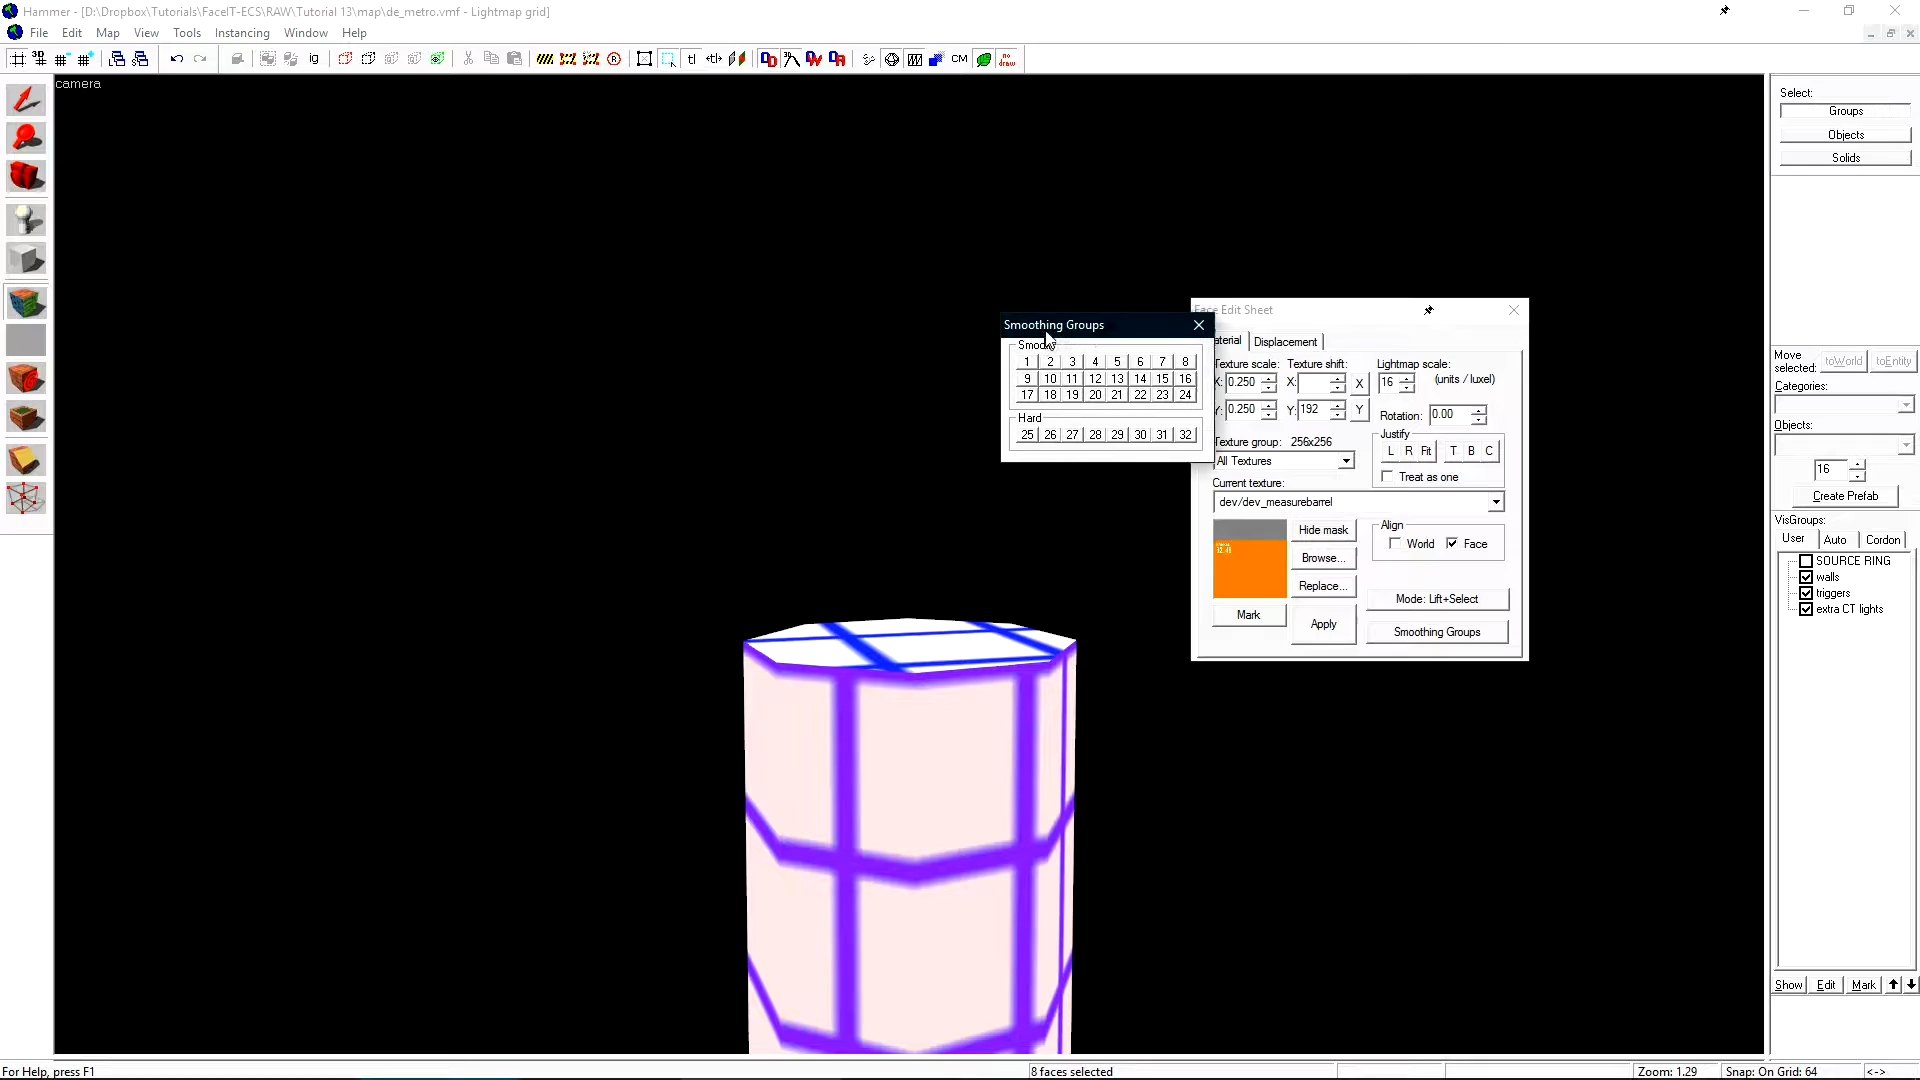 Hammer - [D:\Dropbox\Tutorials\FaceIT-ECS\RAW\Tutorial 13\map\de_metro.vmf - Lightmap grid]
File Edit Map View Tools Instancing Window Help
3D ig R tl CM no draw
camera
Select:
Groups
Objects
Solids
Move selected: toWorld toEntity
Categories:
Objects:
16
Create Prefab
VisGroups:
User Auto Cordon
SOURCE RING
walls
triggers
extra CT lights
Show Edit Mark
Smoothing Groups
1 2 3 4 5 6 7 8
9 10 11 12 13 14 15 16
17 18 19 20 21 22 23 24
Hard
25 26 27 28 29 30 31 32
Edit Sheet
Displacement
Texture scale: Texture shift: Lightmap scale:
0.250 X: X 16 (units / luxel)
0.250 Y: 192 Y Rotation: 0.00
Texture group: 256x256
Justify
L R Fit T B C
All Textures
Treat as one
Current texture:
dev/dev_measurebarrel
Hide mask
Align
World Face
Browse...
Replace...
Mode: Lift+Select
Mark
Apply
Smoothing Groups
For Help, press F1
8 faces selected
Zoom: 1.29
Snap: On Grid: 64
<->